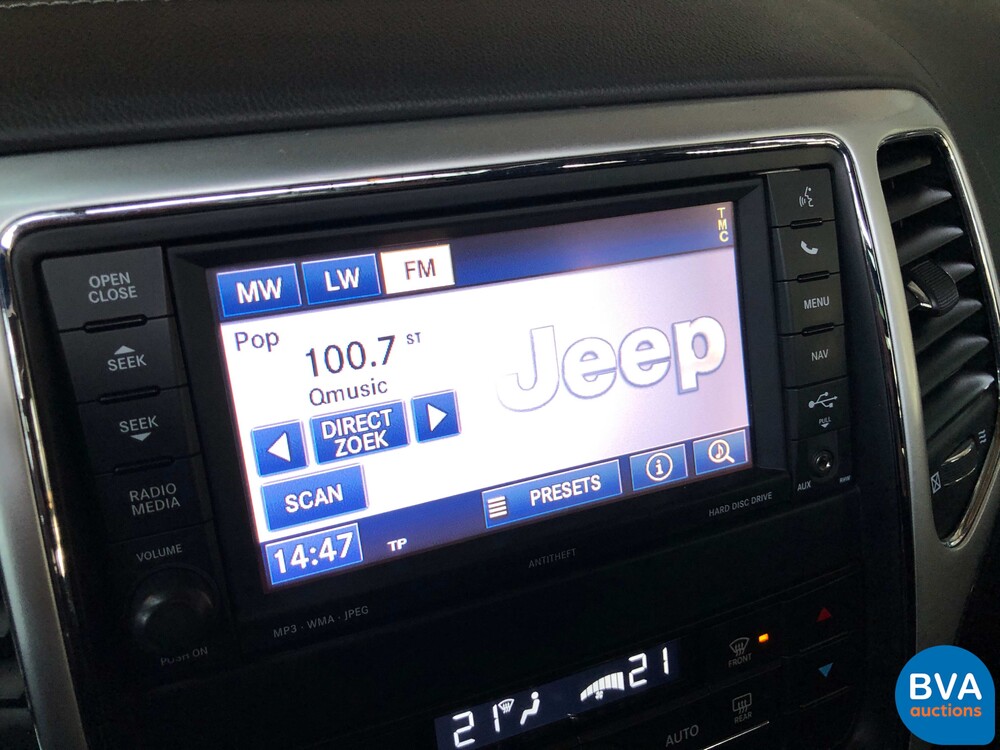 OPEN
CLOSE
SEEK
SEEK
RADIO
MEDIA
VOLUME
PUSH ON
MW LW FM
TMC
Pop
100.7 ST
Qmusic
Jeep
DIRECT
ZOEK
SCAN
PRESETS
14:47 TP
MENU
NAV
PULL
AUX
HARD DISC DRIVE
ANTITHEFT
MP3 · WMA · JPEG
21 21
FRONT
REAR
AUTO
BVA
auctions